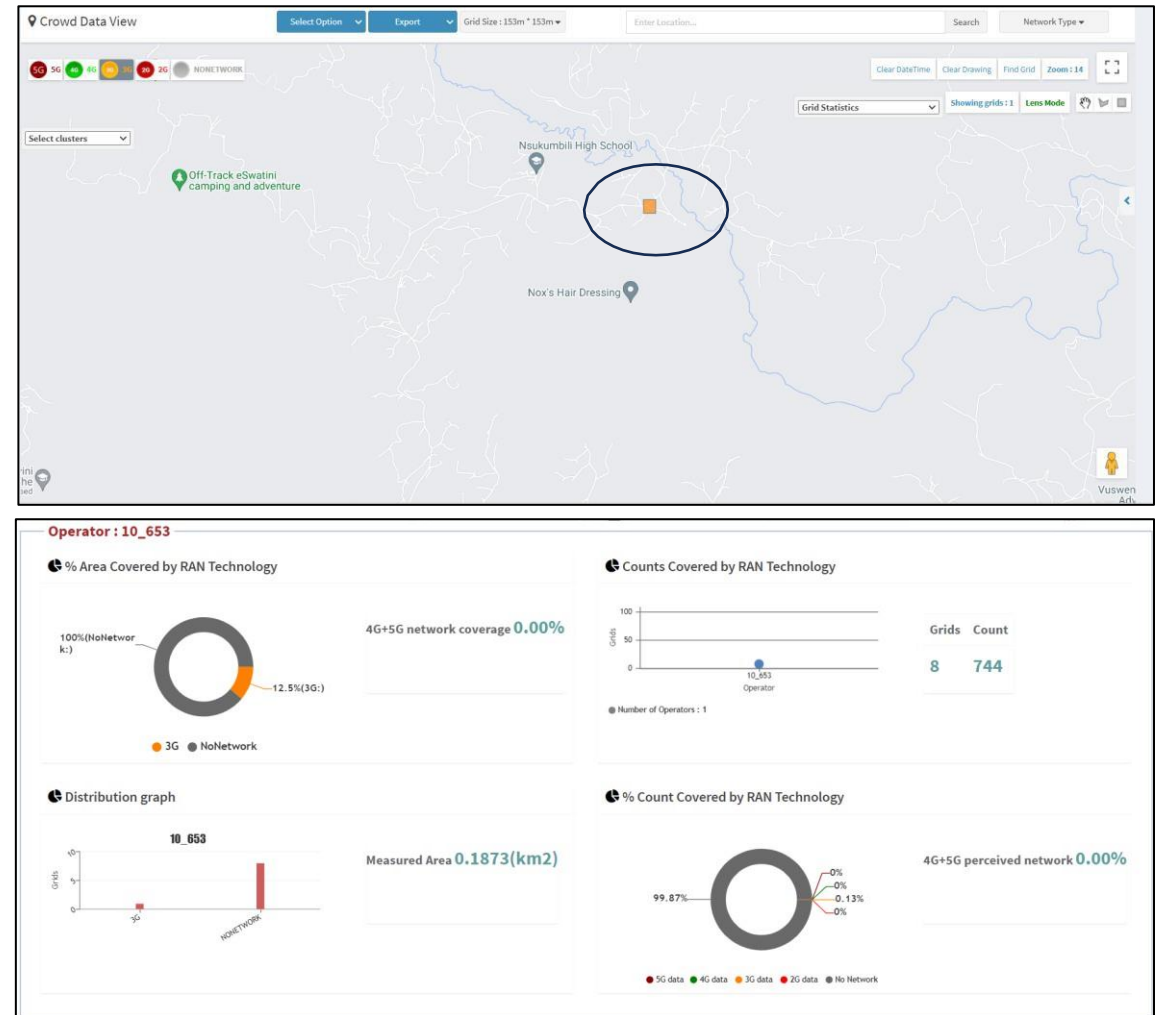 Crowd Data View
Select Option
Export
Grid Size : 153m * 153m
Enter Location...
Search
Network Type
5G 5G 4G 4G 3G 3G 2G 2G NONETWORK
Clear DateTime Clear Drawing Find Grid Zoom : 14
Grid Statistics
Showing grids : 1 Lens Mode
Select clusters
Nsukumbili High School
Off-Track eSwatini
camping and adventure
Nox's Hair Dressing
Vuswen
Operator : 10_653
% Area Covered by RAN Technology
100%(NoNetwor
k:)
12.5%(3G:)
3G NoNetwork
4G+5G network coverage 0.00%
Counts Covered by RAN Technology
100
50
0
Grids
10_653
Operator
Number of Operators : 1
Grids Count
8 744
Distribution graph
10_653
10
5
0
Grids
3G
NONETWORK
Measured Area 0.1873(km2)
% Count Covered by RAN Technology
99.87%
0%
0%
0.13%
0%
5G data 4G data 3G data 2G data No Network
4G+5G perceived network 0.00%